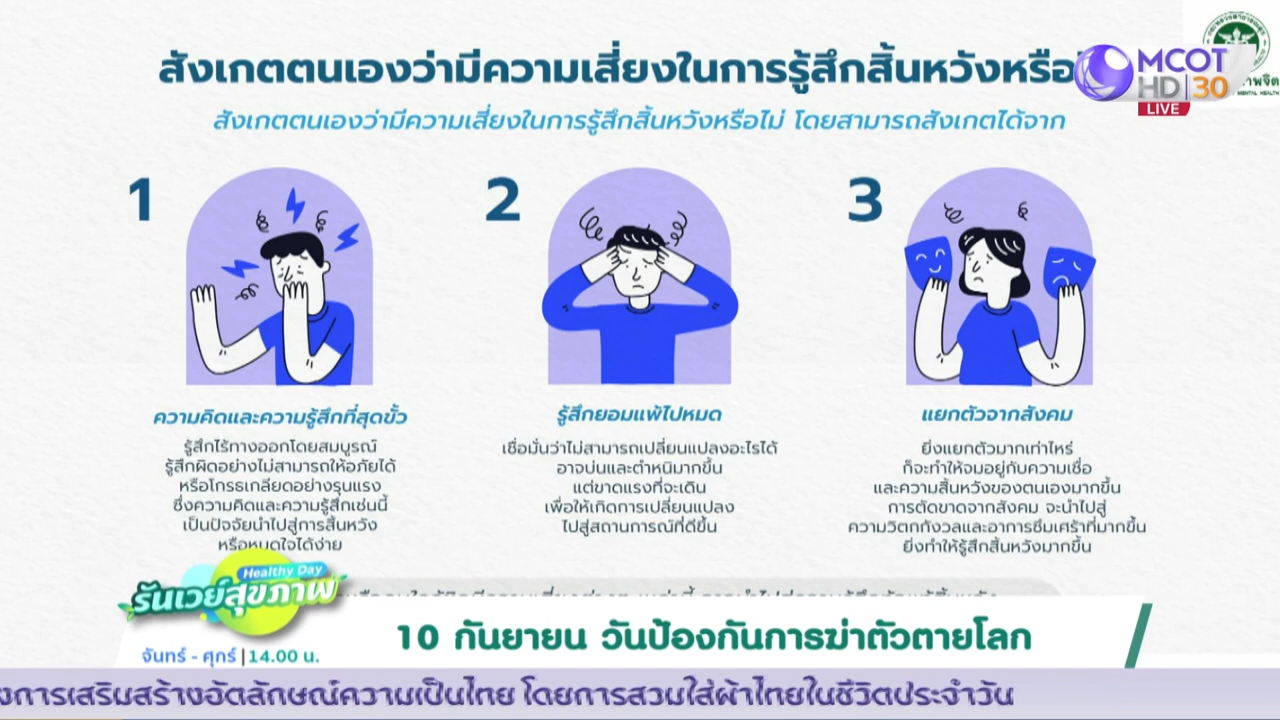 สังเกตตนเองว่ามีความเสี่ยงในการรู้สึกสิ้นหวังหรือ
MCOT
HD 30
LIVE
สังเกตตนเองว่ามีความเสี่ยงในการรู้สึกสิ้นหวังหรือไม่ โดยสามารถสังเกตได้จาก
1
ความคิดและความรู้สึกที่สุดขั้ว
รู้สึกไร้ทางออกโดยสมบูรณ์
รู้สึกผิดอย่างไม่สามารถให้อภัยได้
หรือโกรธเกลียดอย่างรุนแรง
ซึ่งความคิดและความรู้สึกเช่นนี้
เป็นปัจจัยนำไปสู่การสิ้นหวัง
หรือหมดใจได้ง่าย
2
รู้สึกยอมแพ้ไปหมด
เชื่อมั่นว่าไม่สามารถเปลี่ยนแปลงอะไรได้
อาจบ่นและตำหนิมากขึ้น
แต่ขาดแรงที่จะเดิน
เพื่อให้เกิดการเปลี่ยนแปลง
ไปสู่สถานการณ์ที่ดีขึ้น
3
แยกตัวจากสังคม
ยิ่งแยกตัวมากเท่าไหร่
ก็จะทำให้จมอยู่กับความเชื่อ
และความสิ้นหวังของตนเองมากขึ้น
การตัดขาดจากสังคม จะนำไปสู่
ความวิตกกังวลและอาการซึมเศร้าที่มากขึ้น
ยิ่งทำให้รู้สึกสิ้นหวังมากขึ้น
Healthy Day
รันเวย์สุขภาพ
จันทร์ - ศุกร์ | 14.00 น.
10 กันยายน วันป้องกันการฆ่าตัวตายโลก
งการเสริมสร้างอัตลักษณ์ความเป็นไทย โดยการสวมใส่ผ้าไทยในชีวิตประจำวัน